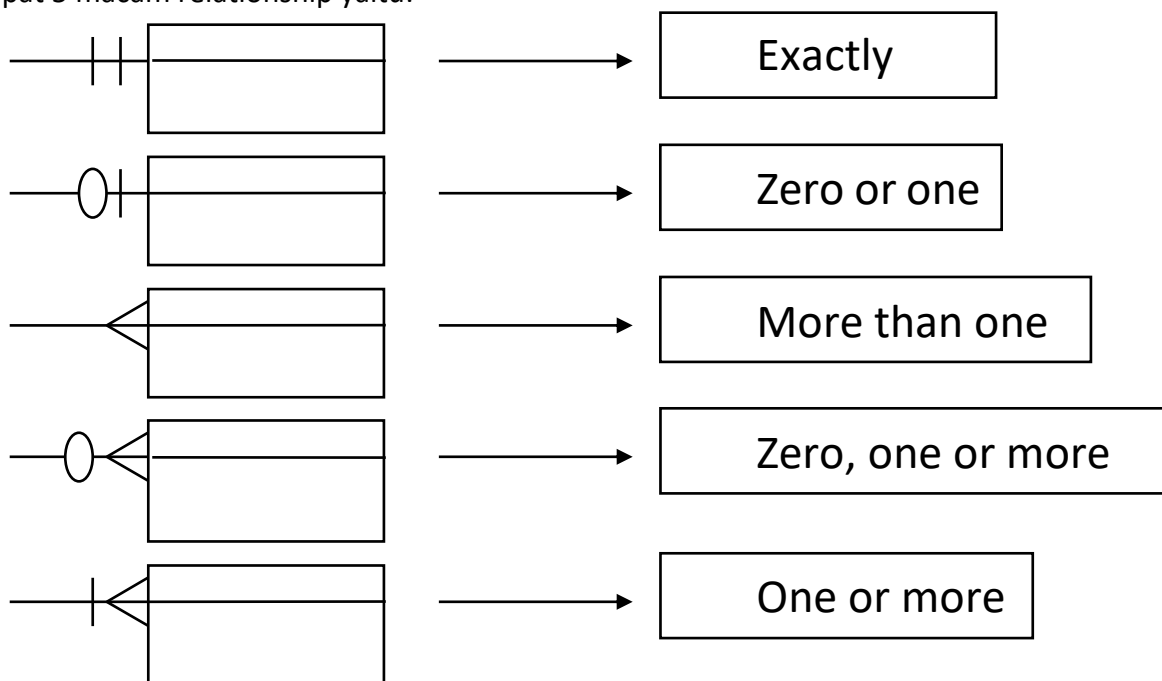 Exactly
Zero or one
More than one
Zero, one or more
One or more